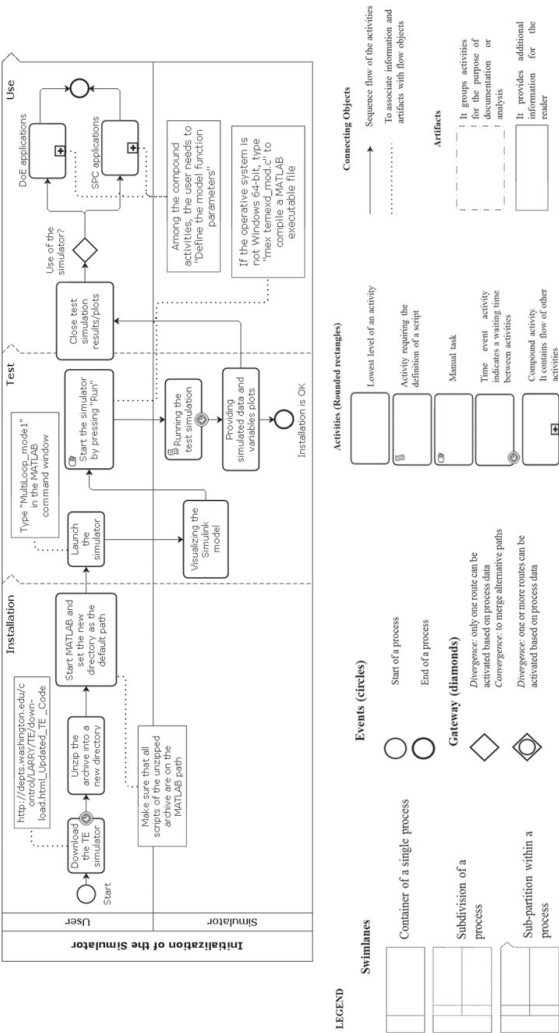 Initialization of the Simulator
User
Simulator
Installation
Test
Use
Start
Download
the TE
simulator
http://depts.washington.edu/c
ontrol/LARRY/TE/down-
load.html_Updated_TE _Code
Unzip the
archive into a
new directory
Start MATLAB and
set the new
directory as the
default path
Make sure that all
scripts of the unzipped
archive are on the
MATLAB path
Launch
the
simulator
Type "MultiLoop_mode1"
in the MATLAB
command window
Visualizing the
Simulink
model
Start the simulator
by pressing "Run"
Running the
test simulation
Providing
simulated data and
variables plots
Installation is OK
Close test
simulation
results/plots
Use of the
simulator?
DoE applications
SPC applications
Among the compound
activities, the user needs to
"Define the model function
parameters"
If the operative system is
not Windows 64-bit, type
"mex temexd_mod.c" to
compile a MATLAB
executable file
LEGEND
Swimlanes
Container of a single process
Subdivision of a
process
Sub-partition within a
process
Events (circles)
Start of a process
End of a process
Gateway (diamonds)
Divergence: only one route can be
activated based on process data
Convergence: to merge alternative paths
Divergence: one or more routes can be
activated based on process data
Activities (Rounded rectangles)
Lowest level of an activity
Activity requiring the
definition of a script
Manual task
Time event activity
indicates a waiting time
between activities
Compound activity.
It contains flow of other
activities
Connecting Objects
Sequence flow of the activities
To associate information and
artifacts with flow objects
Artifacts
It groups activities
for the purpose of
documentation or
analysis
It provides additional
information for the
reader